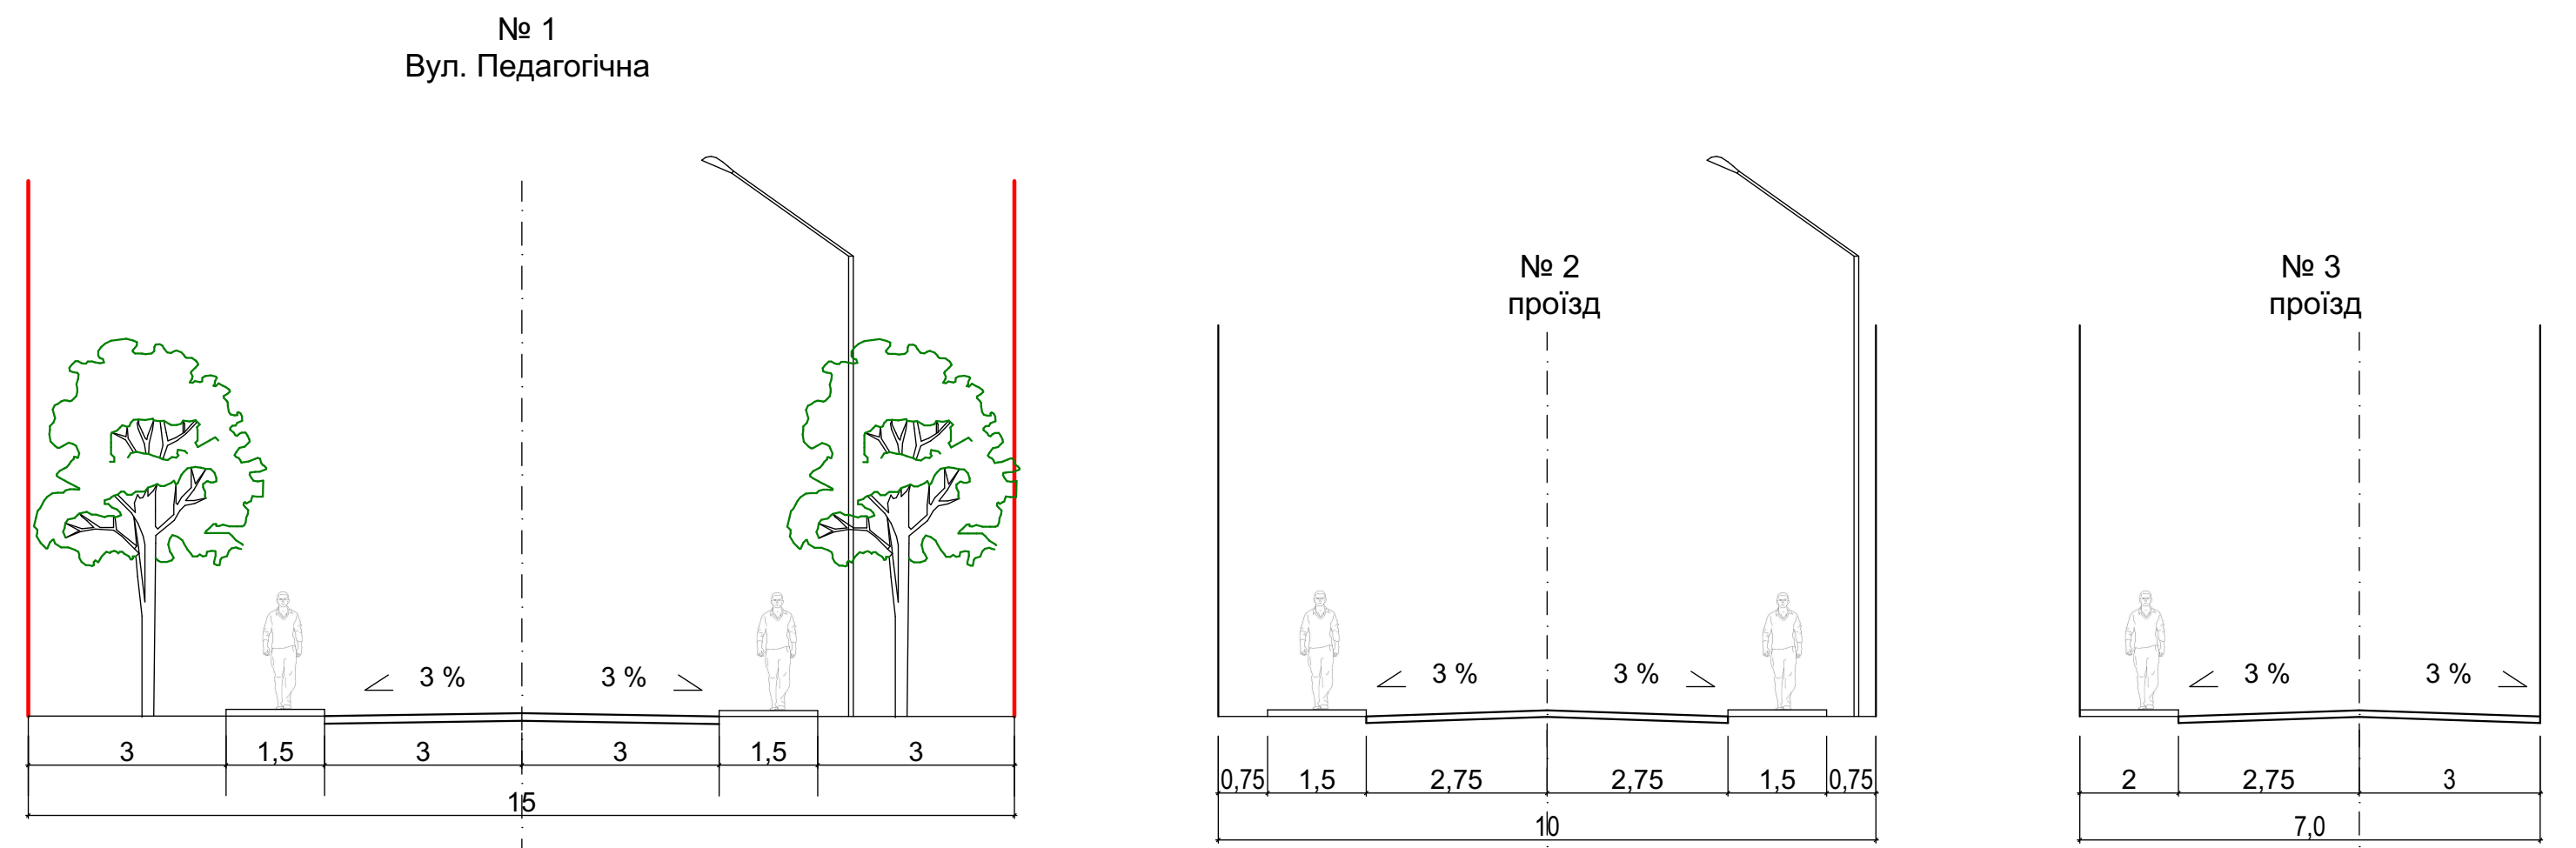 № 1
Вул. Педагогічна
3 %
3 %
3 1,5 3 3 1,5 3
15
№ 2
проїзд
3 %
3 %
0,75 1,5 2,75 2,75 1,5 0,75
10
№ 3
проїзд
3 %
3 %
2 2,75 3
7,0